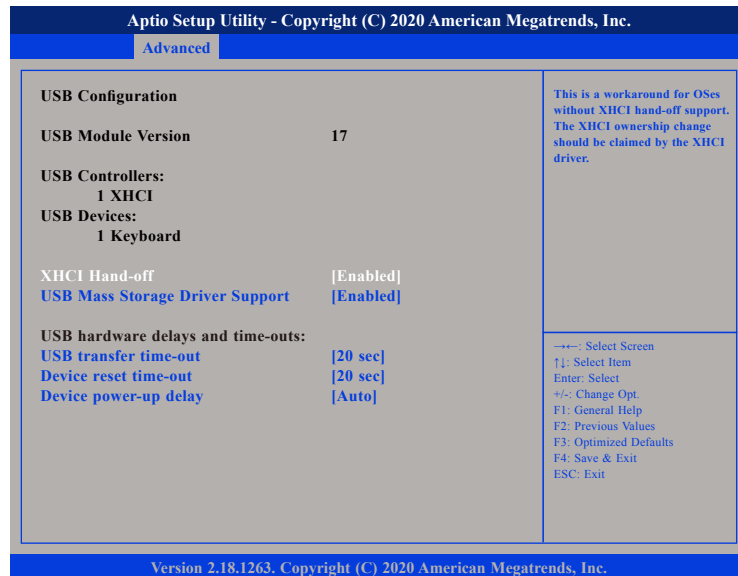 Aptio Setup Utility - Copyright (C) 2020 American Megatrends, Inc.
Advanced
USB Configuration
USB Module Version 17
USB Controllers:
1 XHCI
USB Devices:
1 Keyboard
XHCI Hand-off [Enabled]
USB Mass Storage Driver Support [Enabled]
USB hardware delays and time-outs:
USB transfer time-out [20 sec]
Device reset time-out [20 sec]
Device power-up delay [Auto]
This is a workaround for OSes
without XHCI hand-off support.
The XHCI ownership change
should be claimed by the XHCI
driver.
→←: Select Screen
↑↓: Select Item
Enter: Select
+/-: Change Opt.
F1: General Help
F2: Previous Values
F3: Optimized Defaults
F4: Save & Exit
ESC: Exit
Version 2.18.1263. Copyright (C) 2020 American Megatrends, Inc.